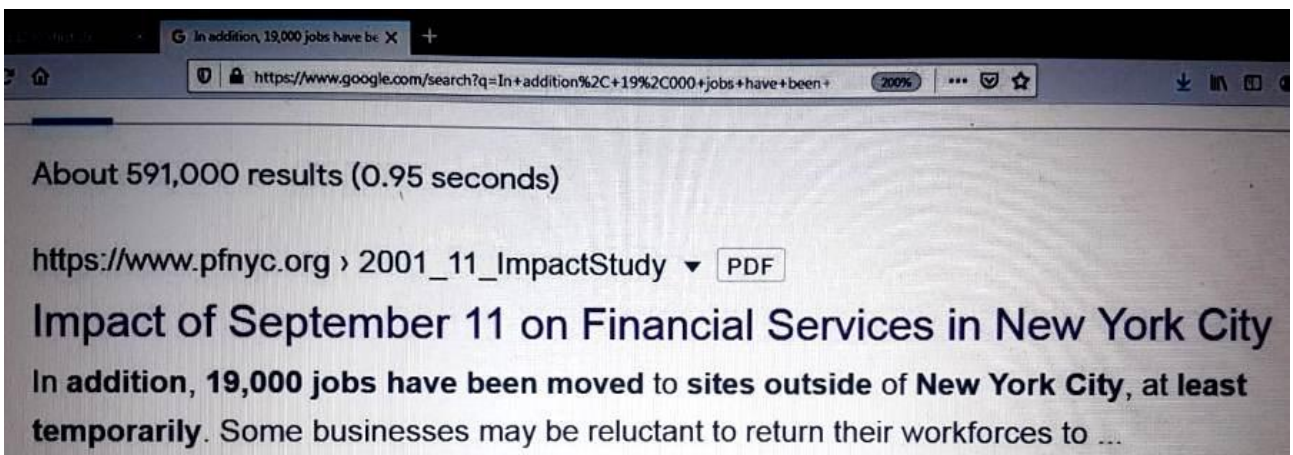 In addition, 19,000 jobs have be
https://www.google.com/search?q=In+addition%2C+19%2C000+jobs+have+been+ 200%
About 591,000 results (0.95 seconds)
https://www.pfnyc.org › 2001_11_ImpactStudy PDF
Impact of September 11 on Financial Services in New York City
In addition, 19,000 jobs have been moved to sites outside of New York City, at least
temporarily. Some businesses may be reluctant to return their workforces to ...